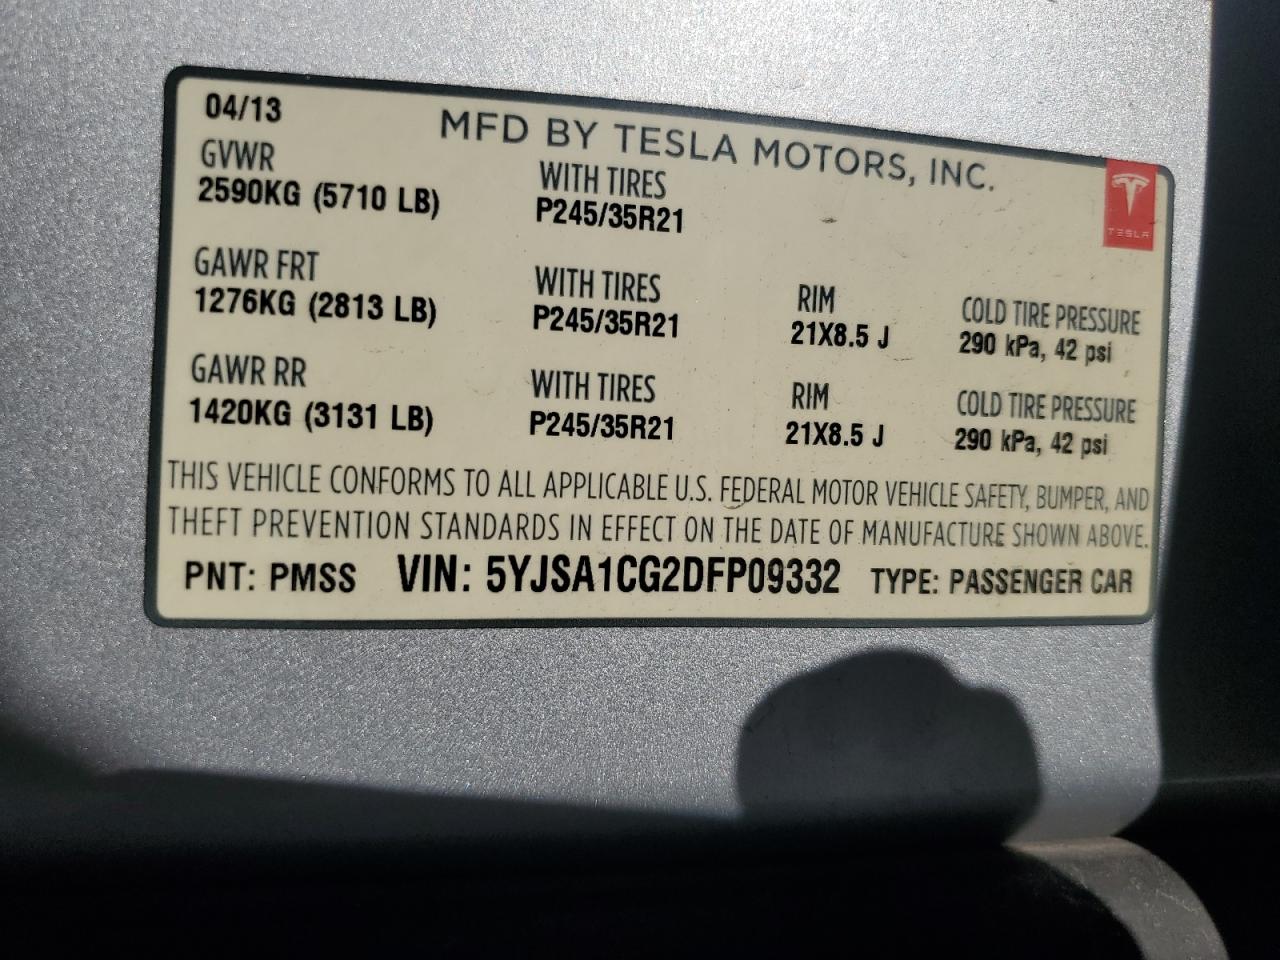 04/13
MFD BY TESLA MOTORS, INC.
GVWR
2590KG (5710 LB)
WITH TIRES
P245/35R21
TESLA
GAWR FRT
1276KG (2813 LB)
WITH TIRES
P245/35R21
RIM
21X8.5 J
COLD TIRE PRESSURE
290 kPa, 42 psi
GAWR RR
1420KG (3131 LB)
WITH TIRES
P245/35R21
RIM
21X8.5 J
COLD TIRE PRESSURE
290 kPa, 42 psi
THIS VEHICLE CONFORMS TO ALL APPLICABLE U.S. FEDERAL MOTOR VEHICLE SAFETY, BUMPER, AND
THEFT PREVENTION STANDARDS IN EFFECT ON THE DATE OF MANUFACTURE SHOWN ABOVE.
PNT: PMSS VIN: 5YJSA1CG2DFP09332 TYPE: PASSENGER CAR